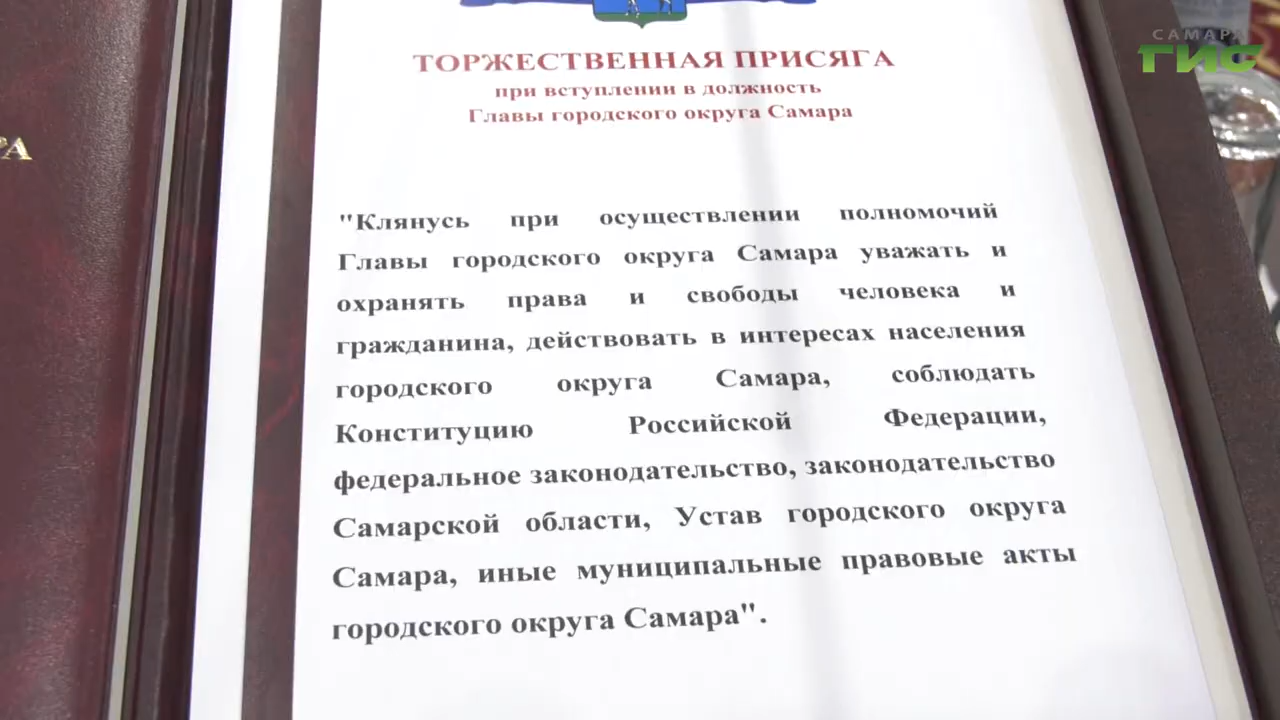 САМАРА
ГИС
РА
ТОРЖЕСТВЕННАЯ ПРИСЯГА
при вступлении в должность
Главы городского округа Самара
"Клянусь при осуществлении полномочий
Главы городского округа Самара уважать и
охранять права и свободы человека и
гражданина, действовать в интересах населения
городского округа Самара, соблюдать
Конституцию Российской Федерации,
федеральное законодательство, законодательство
Самарской области, Устав городского округа
Самара, иные муниципальные правовые акты
городского округа Самара".